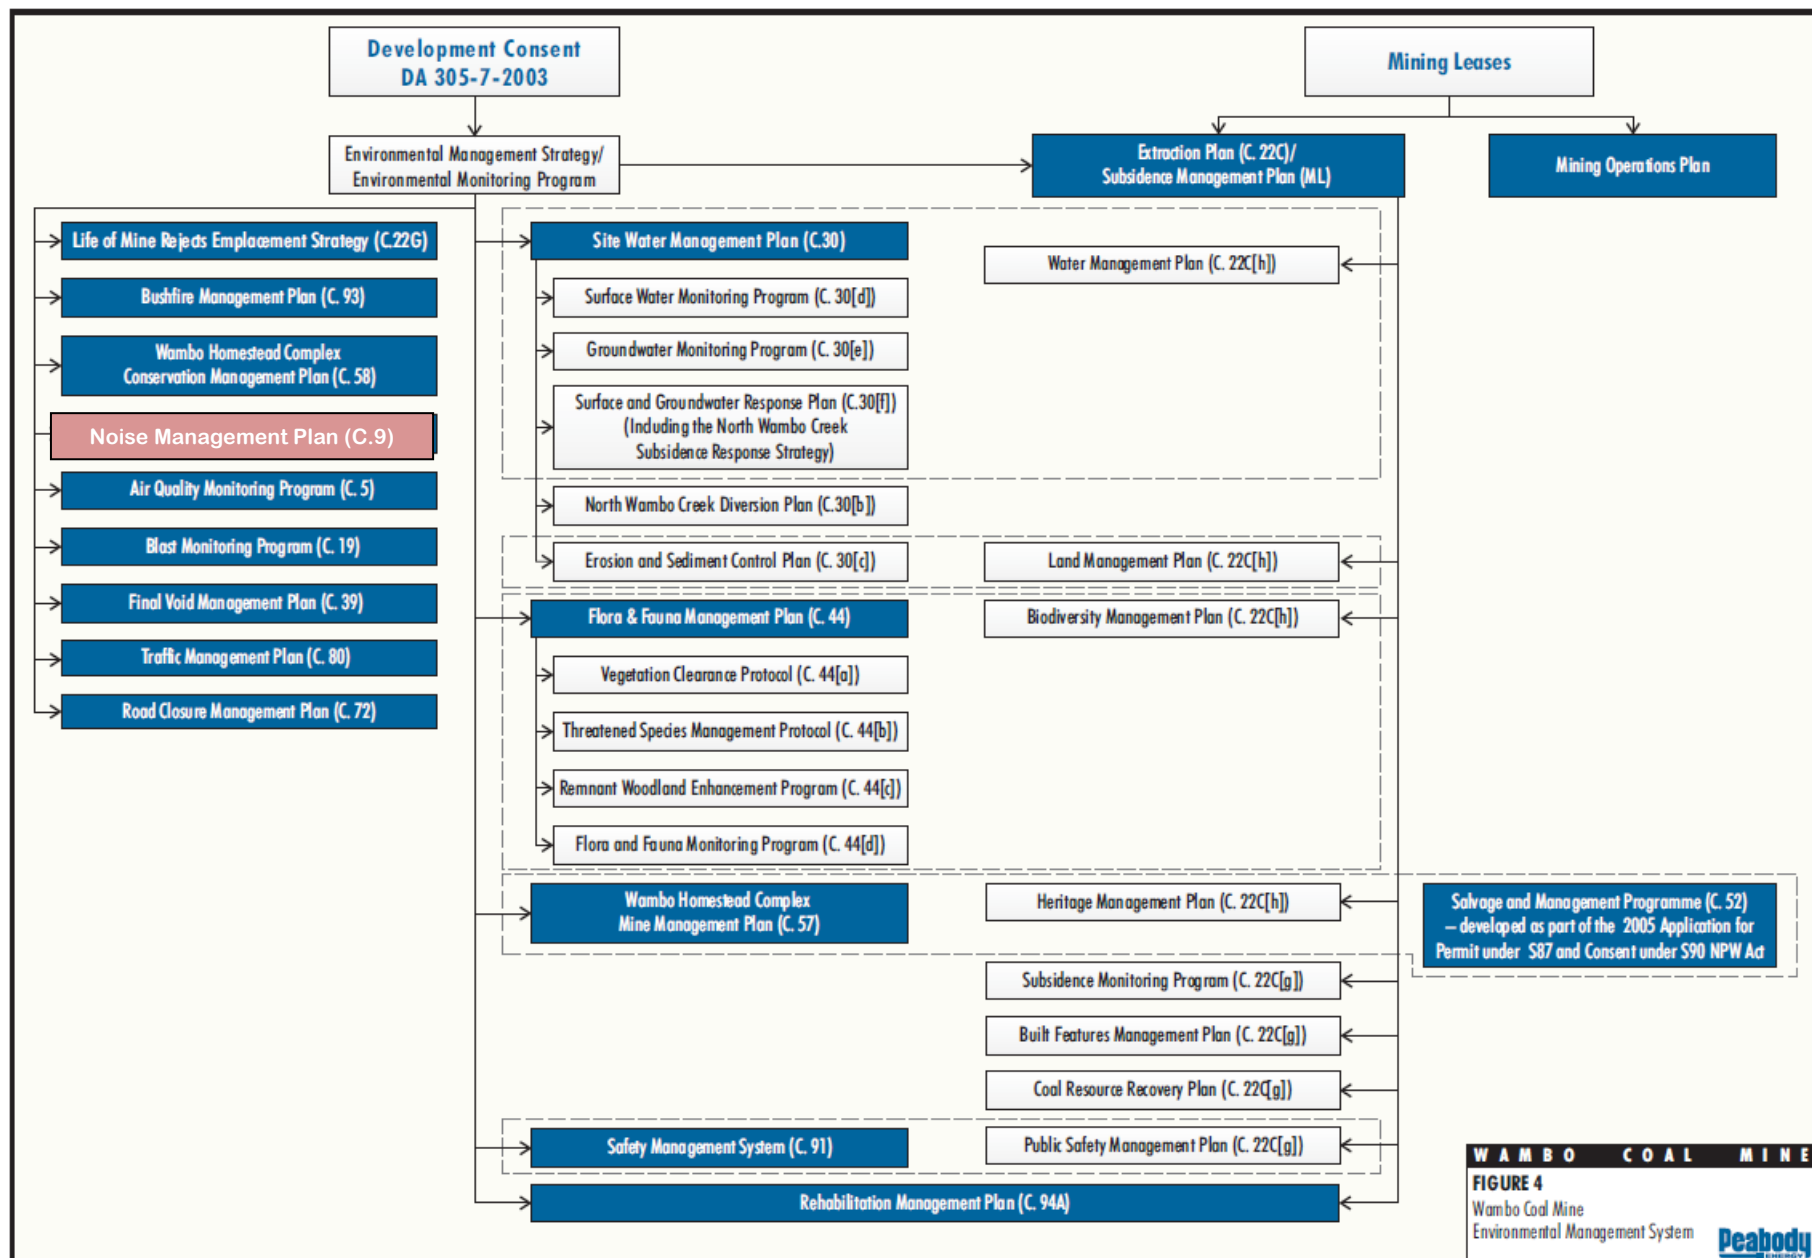 Development Consent
DA 305-7-2003
Mining Leases
Environmental Management Strategy/
Environmental Monitoring Program
Extraction Plan (C. 22C)/
Subsidence Management Plan (ML)
Mining Operations Plan
Life of Mine Rejects Emplacement Strategy (C.22G)
Bushfire Management Plan (C. 93)
Wambo Homestead Complex
Conservation Management Plan (C. 58)
Noise Management Plan (C.9)
Air Quality Monitoring Program (C. 5)
Blast Monitoring Program (C. 19)
Final Void Management Plan (C. 39)
Traffic Management Plan (C. 80)
Road Closure Management Plan (C. 72)
Site Water Management Plan (C.30)
Surface Water Monitoring Program (C. 30[d])
Groundwater Monitoring Program (C. 30[e])
Surface and Groundwater Response Plan (C.30[f])
(Including the North Wambo Creek
Subsidence Response Strategy)
North Wambo Creek Diversion Plan (C.30[b])
Erosion and Sediment Control Plan (C. 30[c])
Flora & Fauna Management Plan (C. 44)
Vegetation Clearance Protocol (C. 44[a])
Threatened Species Management Protocol (C. 44[b])
Remnant Woodland Enhancement Program (C. 44[c])
Flora and Fauna Monitoring Program (C. 44[d])
Wambo Homestead Complex
Mine Management Plan (C. 57)
Safety Management System (C. 91)
Rehabilitation Management Plan (C. 94A)
Water Management Plan (C. 22C[h])
Land Management Plan (C. 22C[h])
Biodiversity Management Plan (C. 22C[h])
Heritage Management Plan (C. 22C[h])
Subsidence Monitoring Program (C. 22C[g])
Built Features Management Plan (C. 22C[g])
Coal Resource Recovery Plan (C. 22C[g])
Public Safety Management Plan (C. 22C[g])
Salvage and Management Programme (C. 52)
– developed as part of the 2005 Application for
Permit under S87 and Consent under S90 NPW Act
WAMBO COAL MINE
FIGURE 4
Wambo Coal Mine
Environmental Management System
Peabody
ENERGY